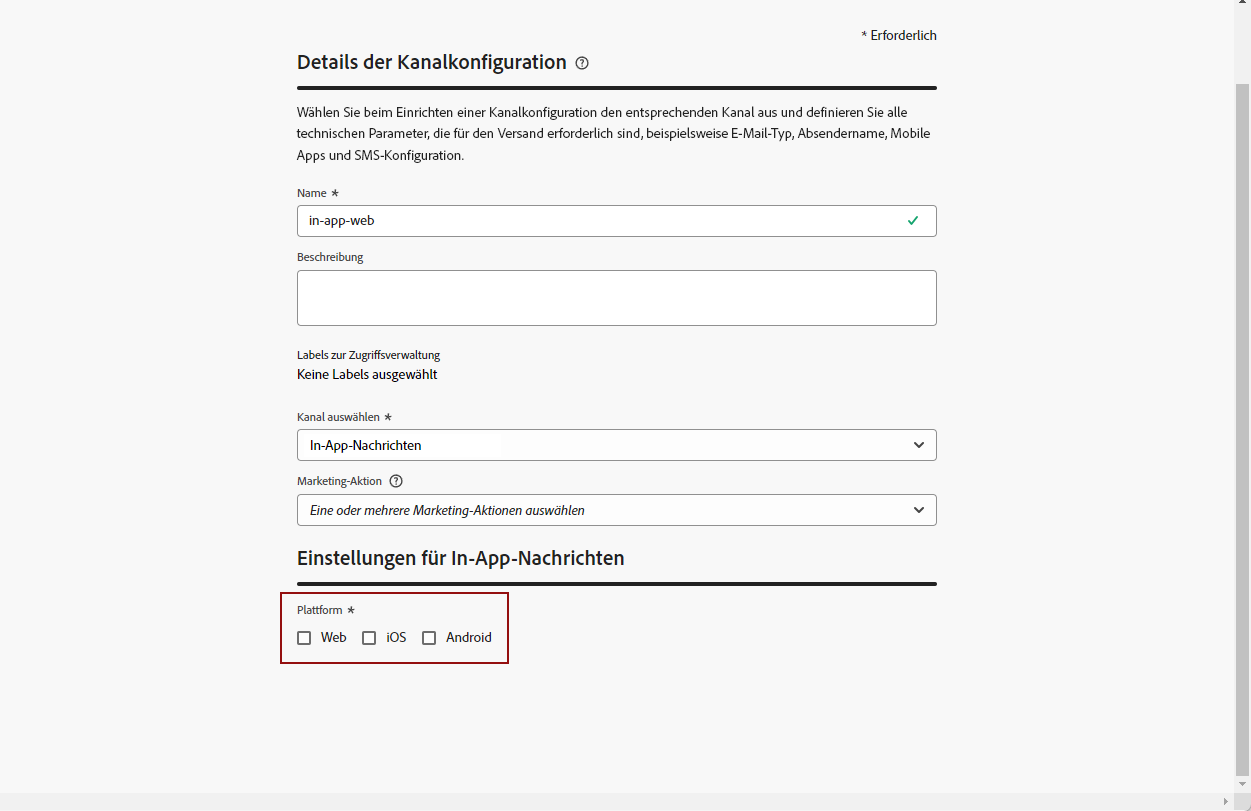 * Erforderlich
Details der Kanalkonfiguration
Wählen Sie beim Einrichten einer Kanalkonfiguration den entsprechenden Kanal aus und definieren Sie alle
technischen Parameter, die für den Versand erforderlich sind, beispielsweise E-Mail-Typ, Absendername, Mobile
Apps und SMS-Konfiguration.
Name *
in-app-web
Beschreibung
Labels zur Zugriffsverwaltung
Keine Labels ausgewählt
Kanal auswählen *
In-App-Nachrichten
Marketing-Aktion
Eine oder mehrere Marketing-Aktionen auswählen
Einstellungen für In-App-Nachrichten
Plattform *
Web iOS Android